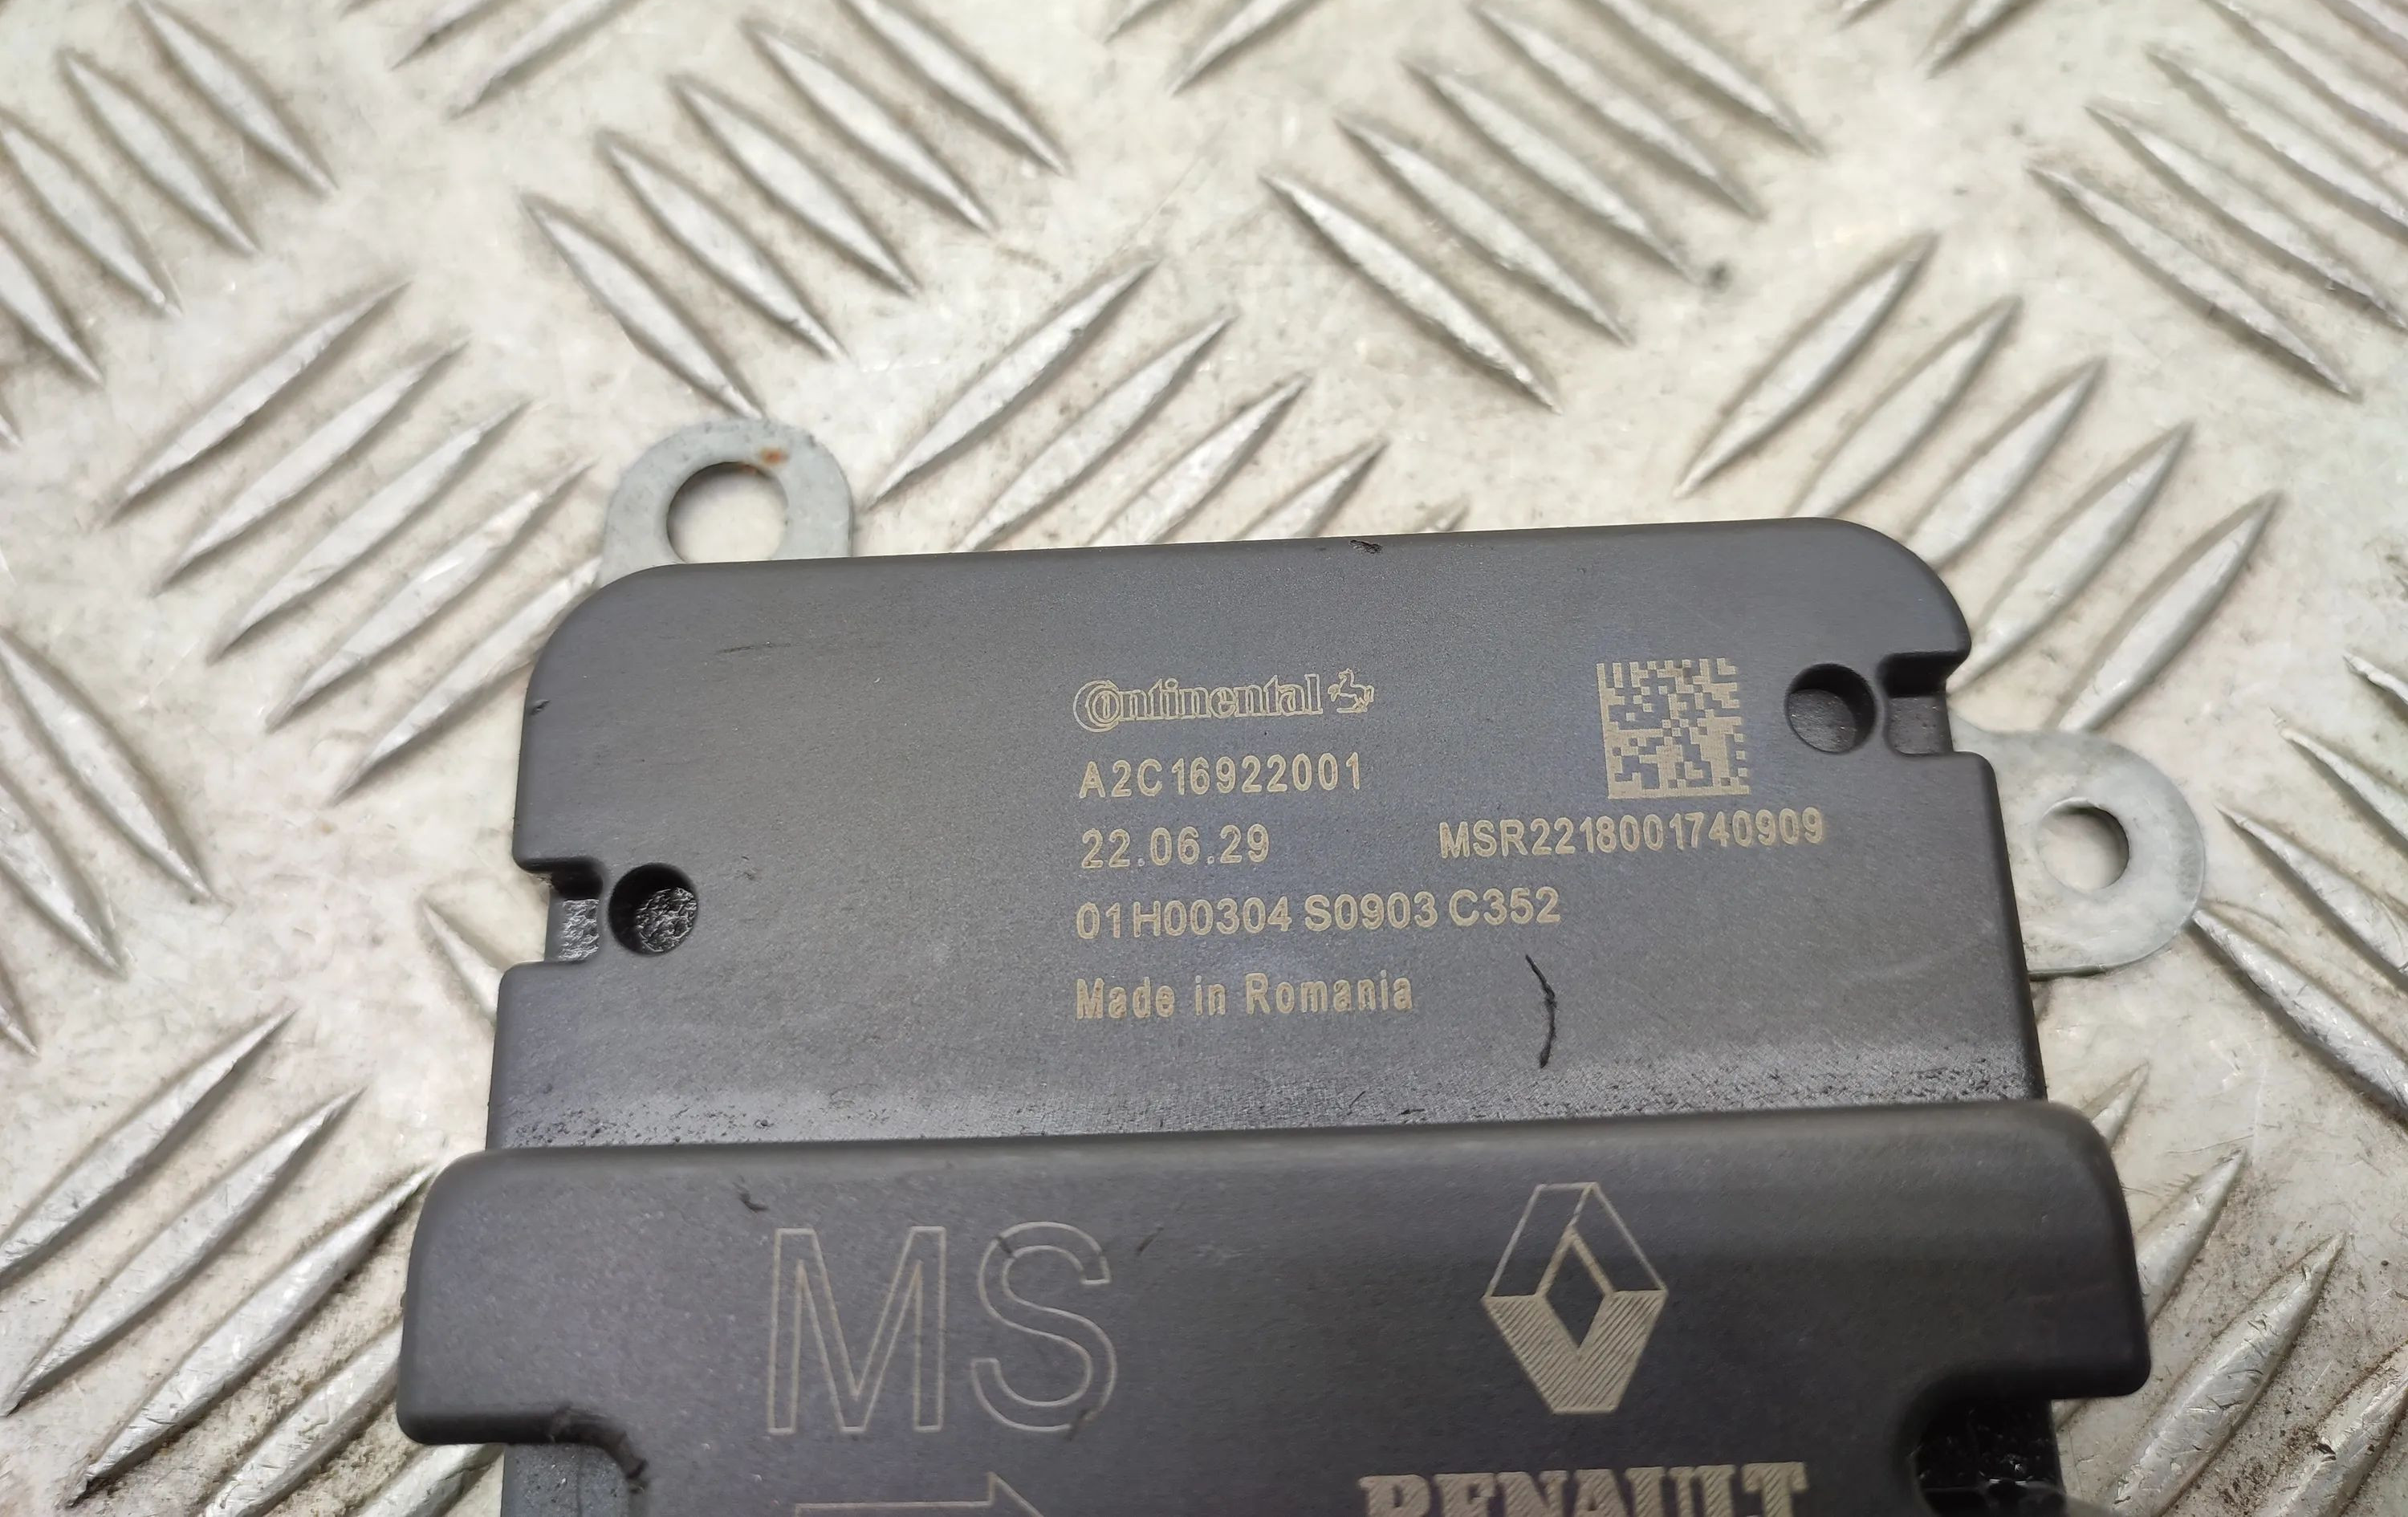 Continental
A2C16922001
22.06.29 MSR2218001740909
01H00304 S0903 C352
Made in Romania
MS
RENAULT